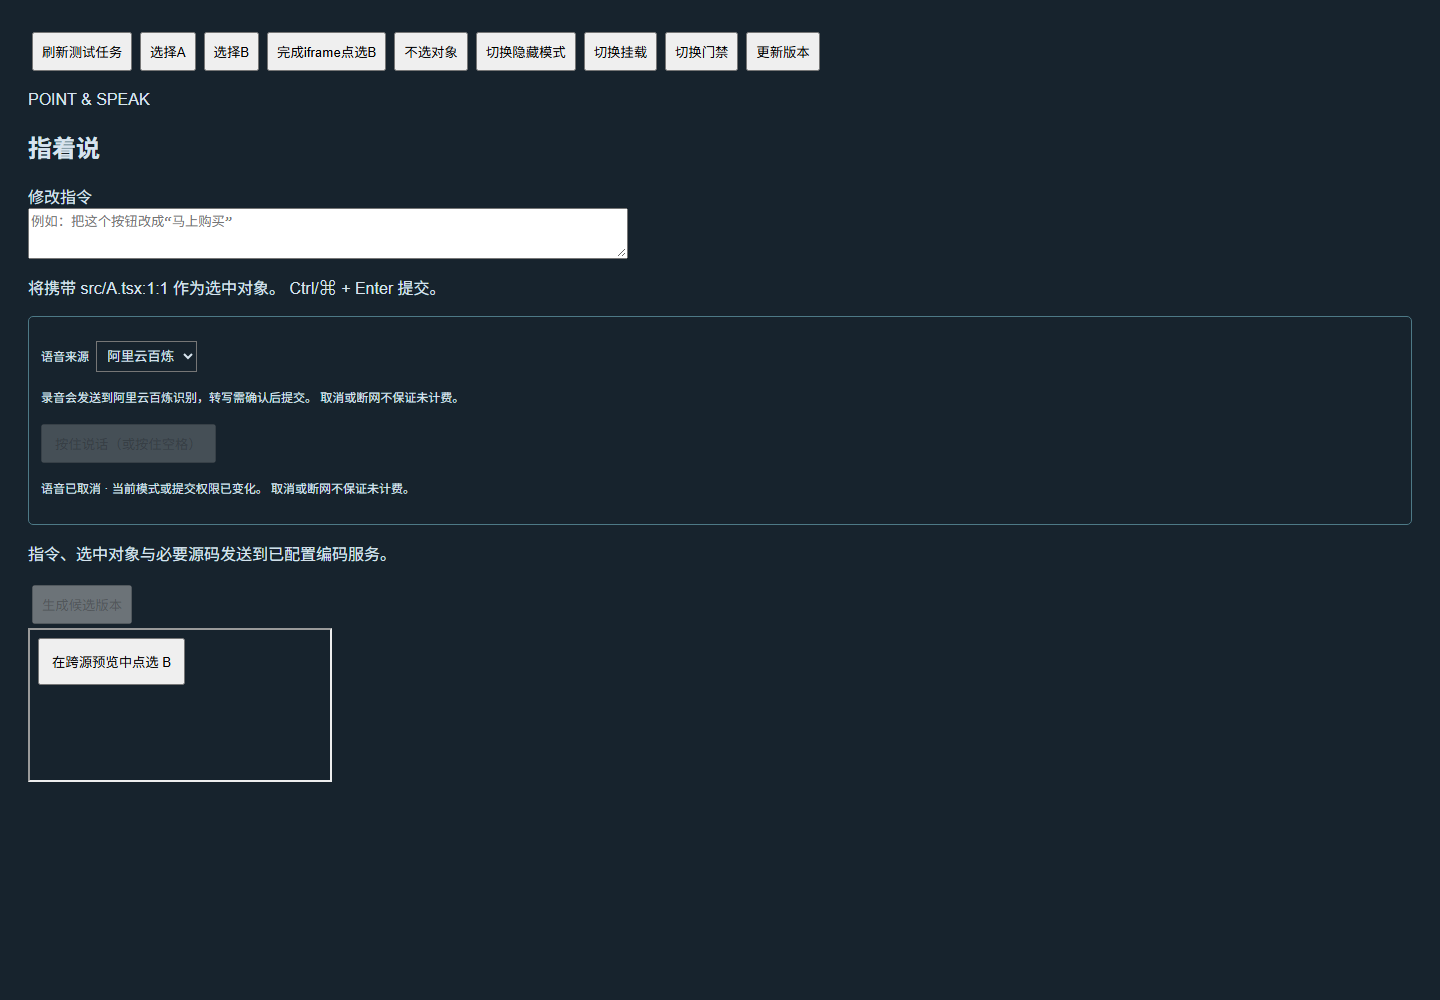 刷新测试任务 选择A 选择B 完成iframe点选B 不选对象 切换隐藏模式 切换挂载 切换门禁 更新版本
POINT & SPEAK
指着说
修改指令
例如：把这个按钮改成“马上购买”
将携带 src/A.tsx:1:1 作为选中对象。 Ctrl/⌘ + Enter 提交。
语音来源 阿里云百炼
录音会发送到阿里云百炼识别，转写需确认后提交。 取消或断网不保证未计费。
按住说话（或按住空格）
语音已取消 · 当前模式或提交权限已变化。 取消或断网不保证未计费。
指令、选中对象与必要源码发送到已配置编码服务。
生成候选版本
在跨源预览中点选 B